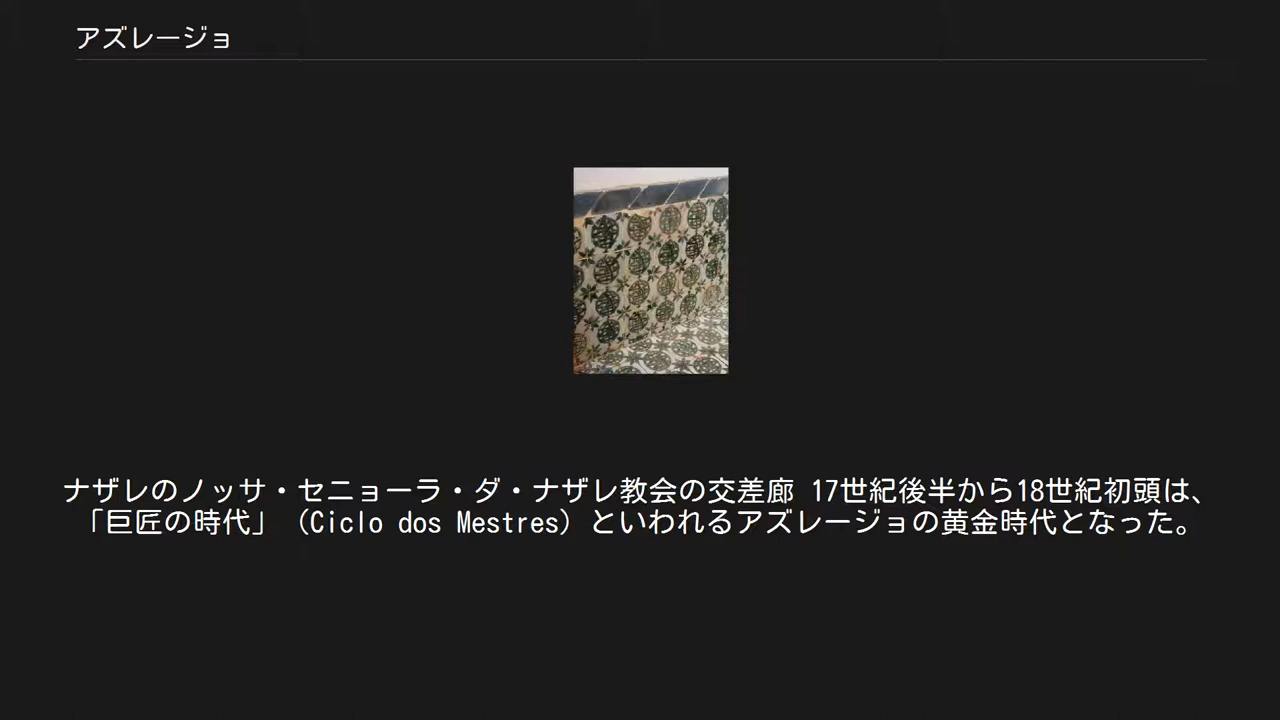 アズレージョ
ナザレのノッサ・セニョーラ・ダ・ナザレ教会の交差廊 17世紀後半から18世紀初頭は、
「巨匠の時代」（Ciclo dos Mestres）といわれるアズレージョの黄金時代となった。